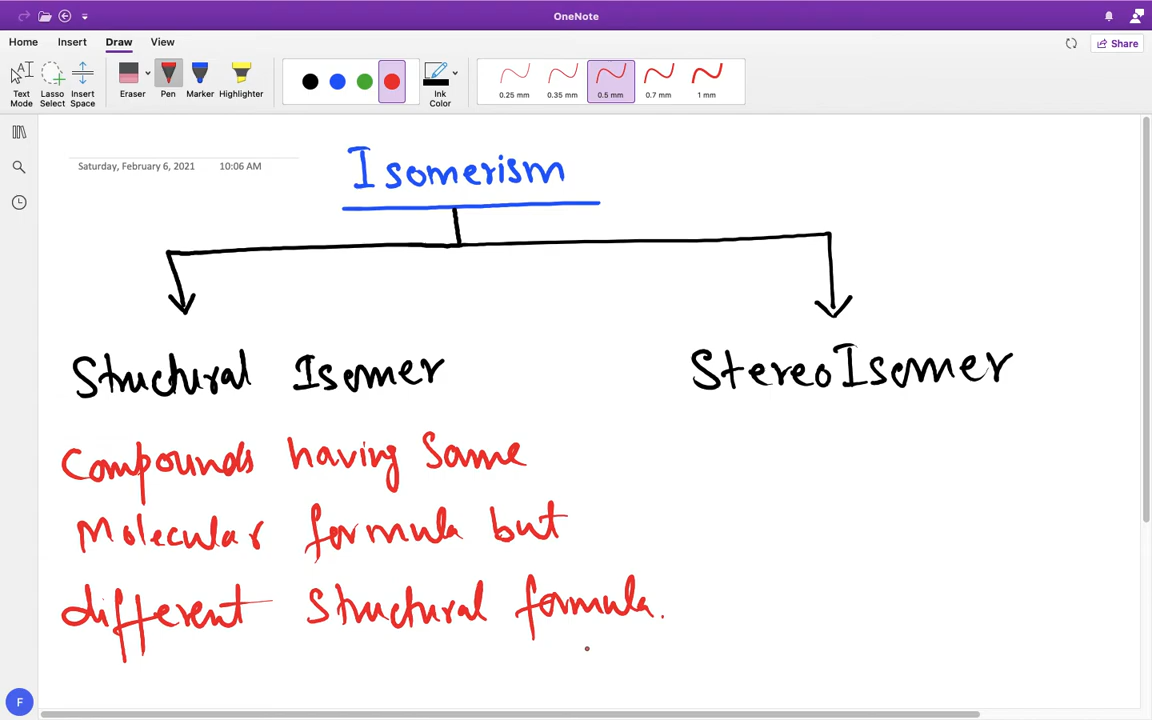 OneNote
Home Insert Draw View
Share
Text Mode
Lasso Select
Insert Space
Eraser
Pen
Marker
Highlighter
Ink Color
0.25 mm
0.35 mm
0.5 mm
0.7 mm
1 mm
Saturday, February 6, 2021 10:06 AM
Isomerism
Structural Isomer
StereoIsomer
Compounds having Same
Molecular formula but
different Structural formula.
F